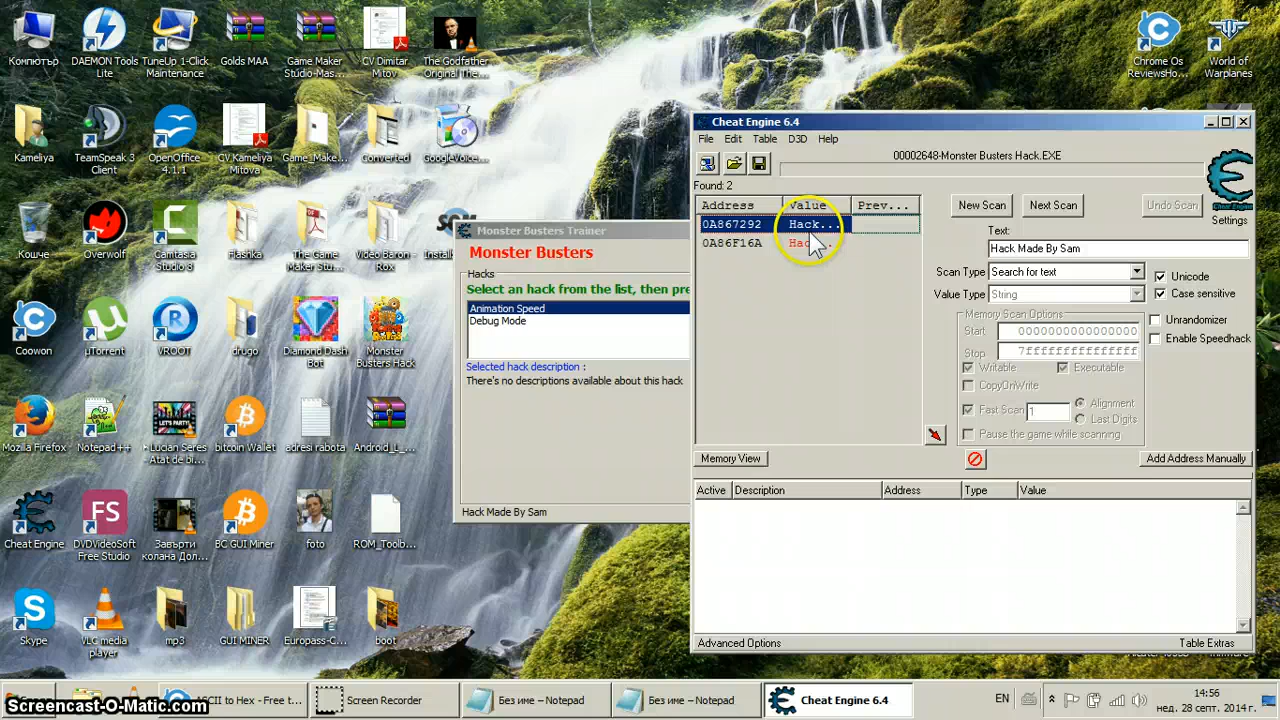 Компютър
DAEMON Tools
Lite
TuneUp 1-Click
Maintenance
Golds MAA
Game Maker
Studio-Mas...
CV Dimitar
Mitov
The Godfather
Original The...
Chrome Os
ReviewsHo...
World of
Warplanes
Kameliya
TeamSpeak 3
Client
OpenOffice
4.1.1
CV Kameliya
Mitova
Game_Make...
Converted
GoogleVoice...
Кошче
Overwolf
Camtasia
Studio 8
Flashka
The Game
Maker Stu...
Video Baron -
Rox
Coowon
µTorrent
VROOT
drugo
Diamond Dash
Bot
Monster
Busters Hack
Mozilla Firefox
Notepad++
bitcoin Wallet
adresi rabota
Android_L_...
Cheat Engine
DVDVideoSoft
Free Studio
Завърти
колана Дол...
BC GUI Miner
foto
ROM_Toolb...
Skype
VLC media
player
mp3
GUI MINER
Europass-C...
boot
Monster Busters Trainer
Monster Busters
Hacks
Select an hack from the list, then pre
Animation Speed
Debug Mode
Selected hack description :
There's no descriptions available about this hack
Hack Made By Sam
Cheat Engine 6.4
File Edit Table D3D Help
00002648-Monster Busters Hack.EXE
Found: 2
Address Value Prev...
0A867292 Hack...
0A86F16A
New Scan Next Scan Undo Scan
Cheat Engine
Settings
Text:
Hack Made By Sam
Scan Type Search for text
Unicode
Value Type String
Case sensitive
Memory Scan Options
Start 0000000000000000
Stop 7fffffffffffffff
Unrandomizer
Enable Speedhack
Writable Executable
CopyOnWrite
Fast Scan 1 Alignment
Last Digits
Pause the game while scanning
Memory View
Add Address Manually
Active Description Address Type Value
Advanced Options Table Extras
ASCII to Hex - Free t...
Screen Recorder
Без име – Notepad
Без име – Notepad
Cheat Engine 6.4
EN
14:56
нед. 28 септ. 2014 г.
Screencast-O-Matic.com